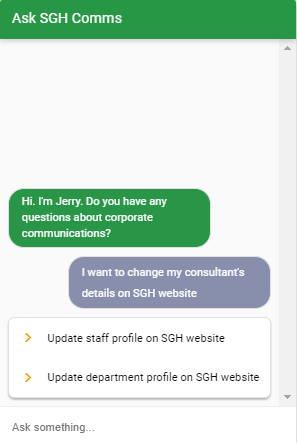 Ask SGH Comms
Hi. I'm Jerry. Do you have any
questions about corporate
communications?
I want to change my consultant's
details on SGH website
Update staff profile on SGH website
Update department profile on SGH website
Ask something...